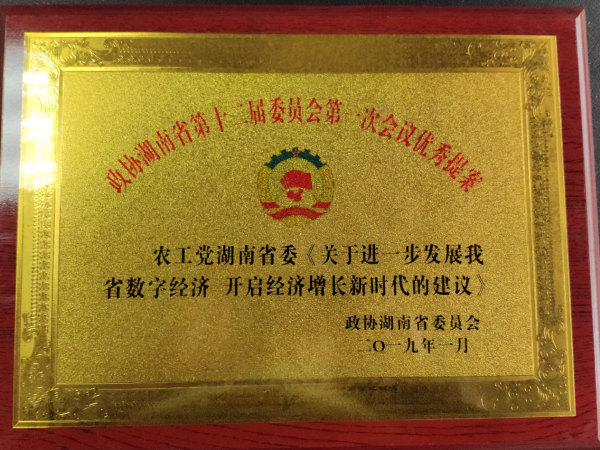 政协湖南省第十二届委员会第一次会议优秀提案
农工党湖南省委《关于进一步发展我
省数字经济 开启经济增长新时代的建议》
政协湖南省委员会
二〇一九年一月